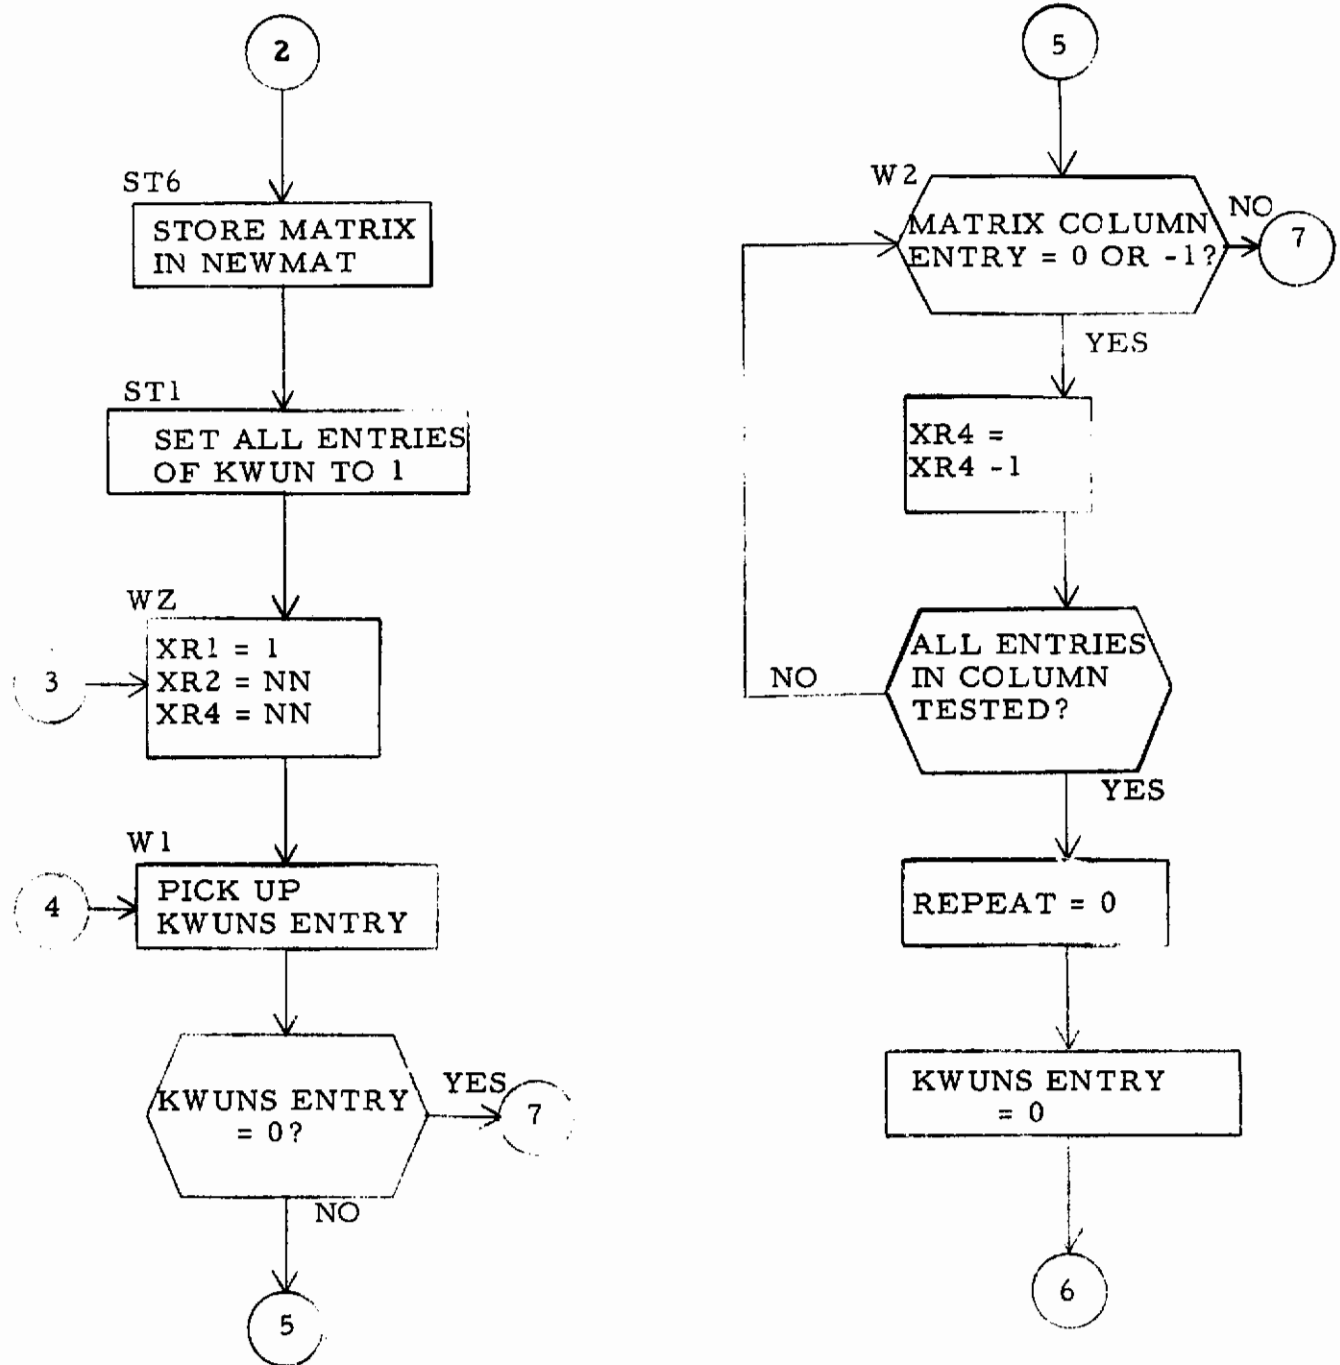 2
ST6
STORE MATRIX
IN NEWMAT
ST1
SET ALL ENTRIES
OF KWUN TO 1
WZ
3
XR1 = 1
XR2 = NN
XR4 = NN
W1
4
PICK UP
KWUNS ENTRY
KWUNS ENTRY
= 0?
YES
7
NO
5
5
W2
MATRIX COLUMN
ENTRY = 0 OR -1?
NO
7
YES
XR4 =
XR4 -1
ALL ENTRIES
IN COLUMN
TESTED?
NO
YES
REPEAT = 0
KWUNS ENTRY
= 0
6